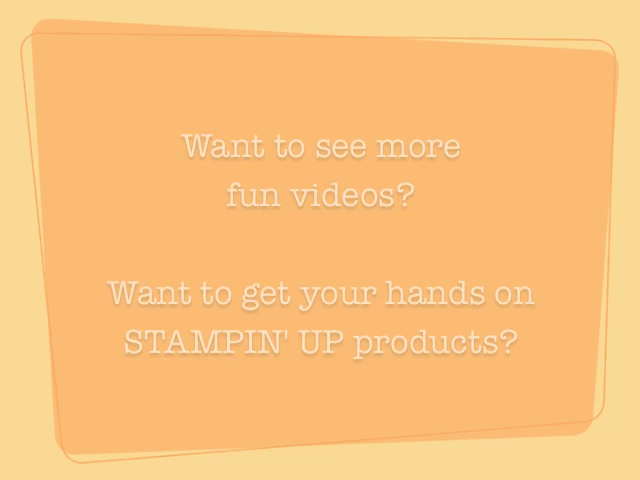 Want to see more
fun videos?
Want to get your hands on
STAMPIN' UP products?